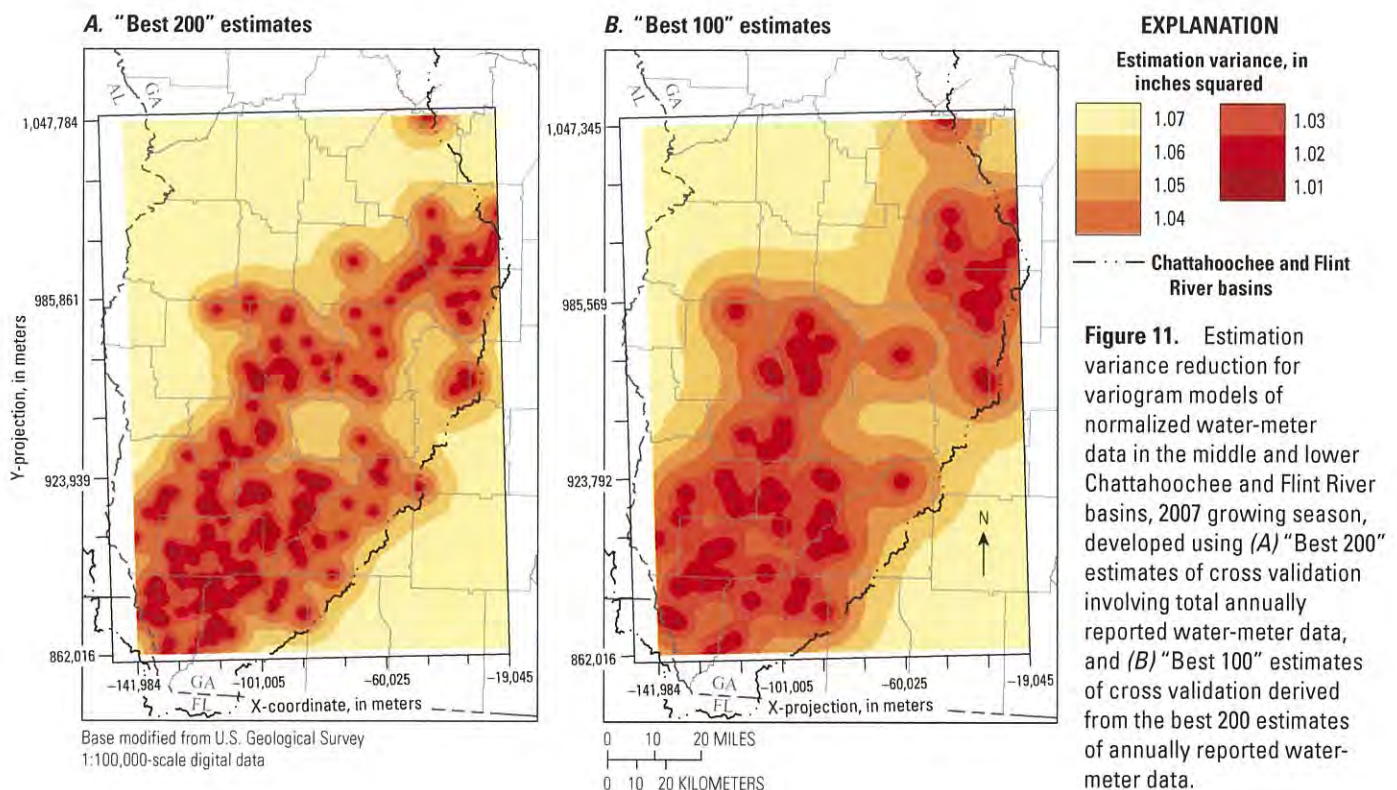 A. "Best 200" estimates
GA
AL
1,047,784
985,861
923,939
862,016
Y-projection, in meters
−141,984
−101,005
−60,025
−19,045
GA
FL
X-coordinate, in meters
Base modified from U.S. Geological Survey
1:100,000-scale digital data
B. "Best 100" estimates
GA
AL
1,047,345
985,569
923,792
862,016
N
−141,984
−101,005
−60,025
−19,045
GA
FL
X-projection, in meters
0 10 20 MILES
0 10 20 KILOMETERS
EXPLANATION
Estimation variance, in
inches squared
1.07
1.06
1.05
1.04
1.03
1.02
1.01
Chattahoochee and Flint
River basins
Figure 11. Estimation
variance reduction for
variogram models of
normalized water-meter
data in the middle and lower
Chattahoochee and Flint River
basins, 2007 growing season,
developed using (A) "Best 200"
estimates of cross validation
involving total annually
reported water-meter data,
and (B) "Best 100" estimates
of cross validation derived
from the best 200 estimates
of annually reported water-
meter data.